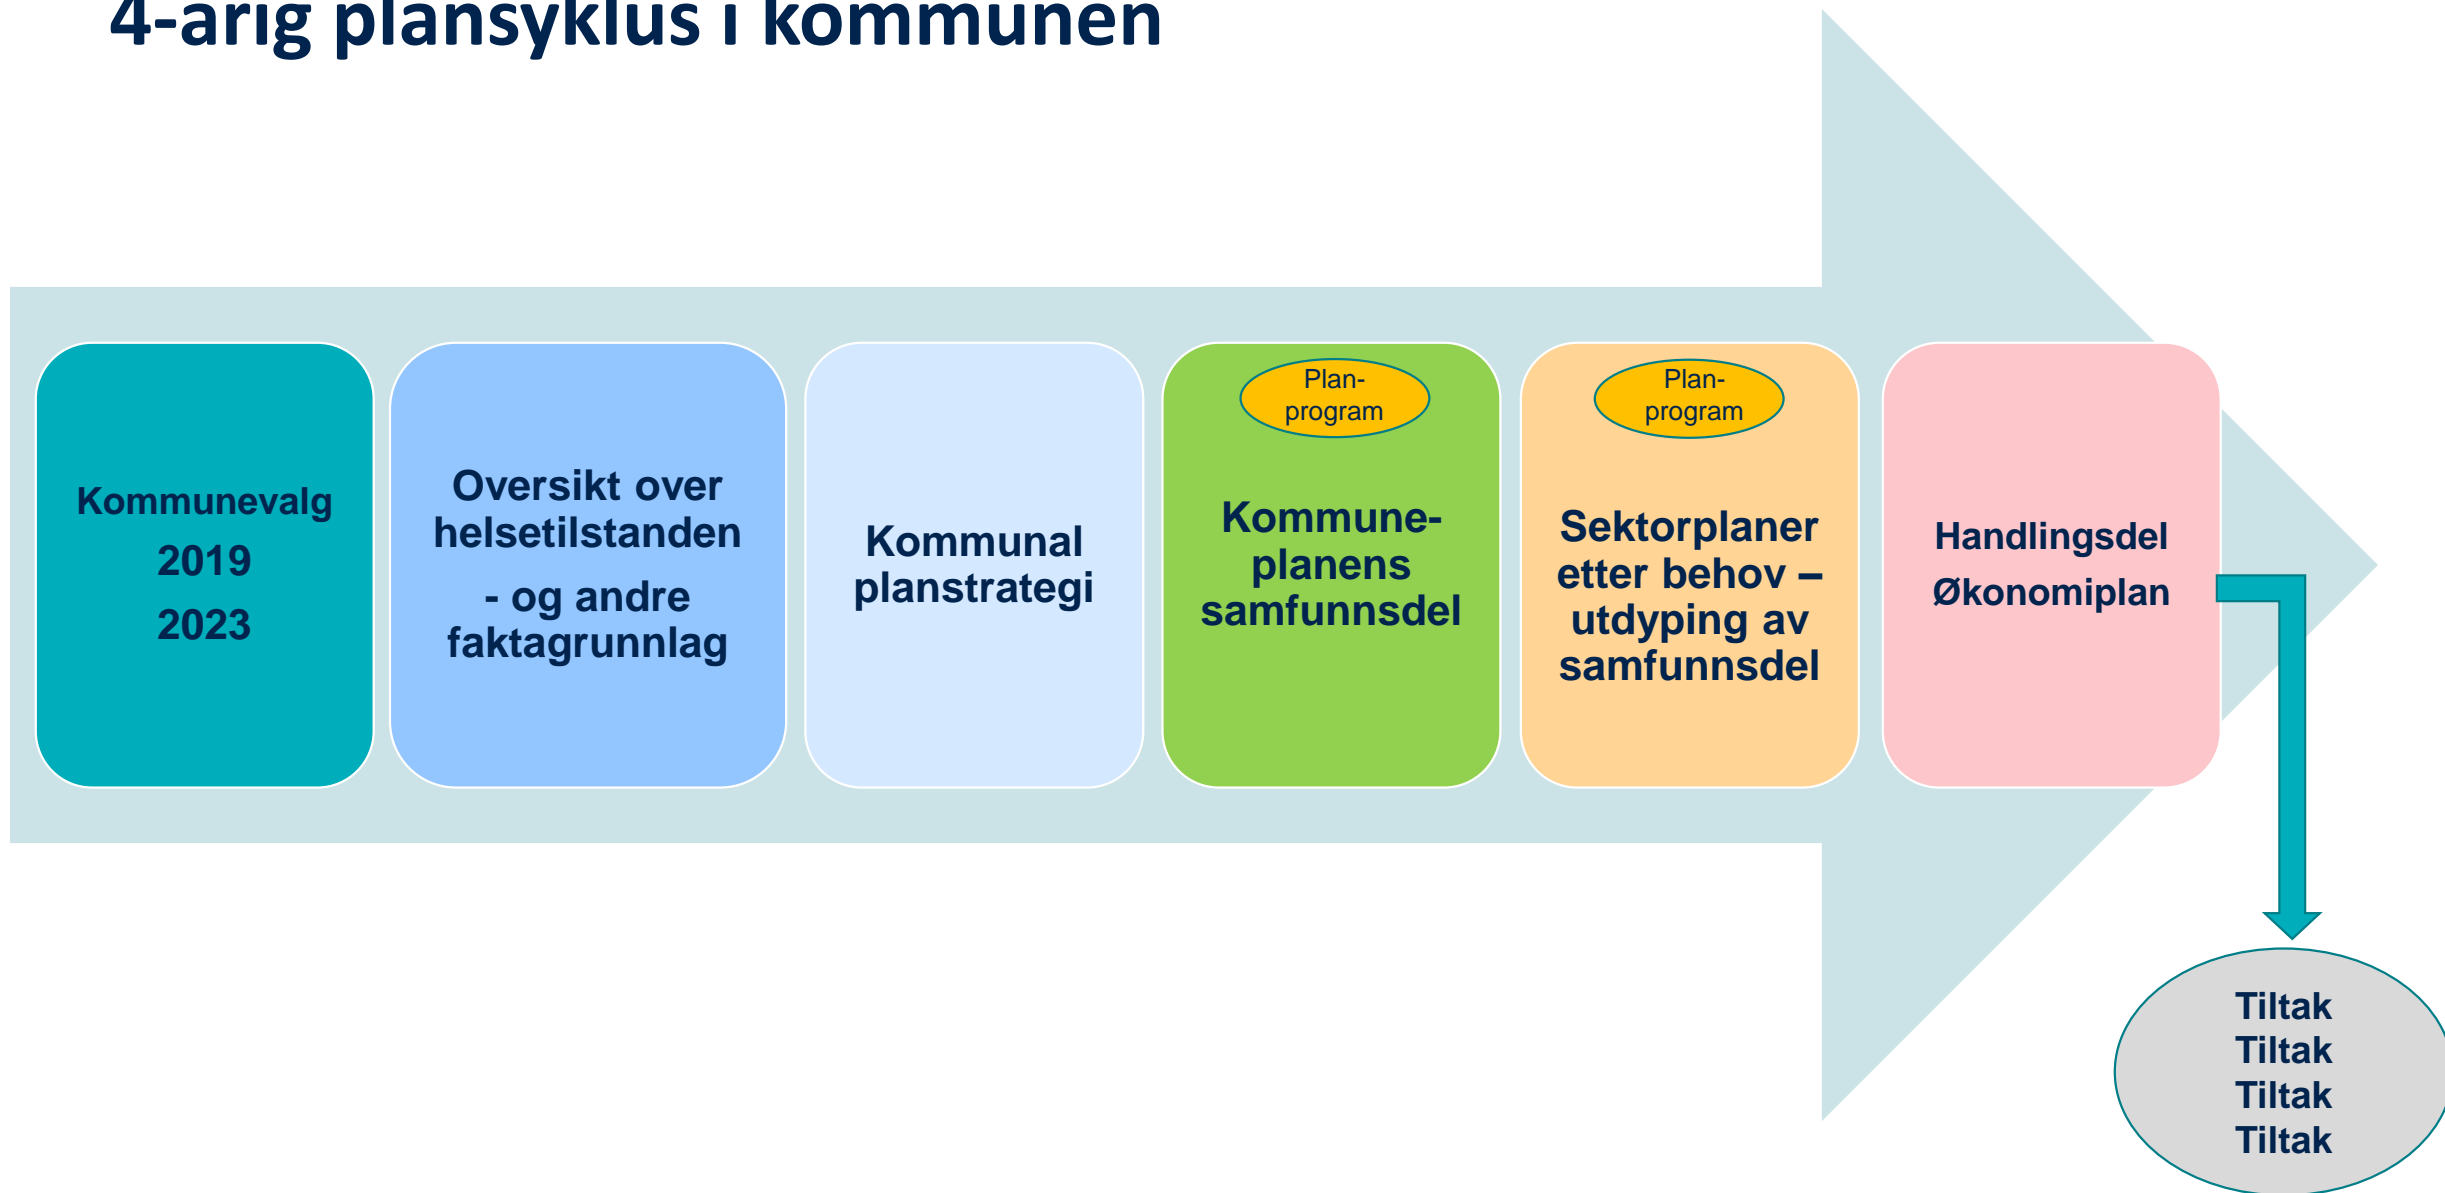 4-årig plansyklus i kommunen
Kommunevalg
2019
2023
Oversikt over
helsetilstanden
- og andre
faktagrunnlag
Kommunal
planstrategi
Plan-
program
Kommune-
planens
samfunnsdel
Plan-
program
Sektorplaner
etter behov –
utdyping av
samfunnsdel
Handlingsdel
Økonomiplan
Tiltak
Tiltak
Tiltak
Tiltak